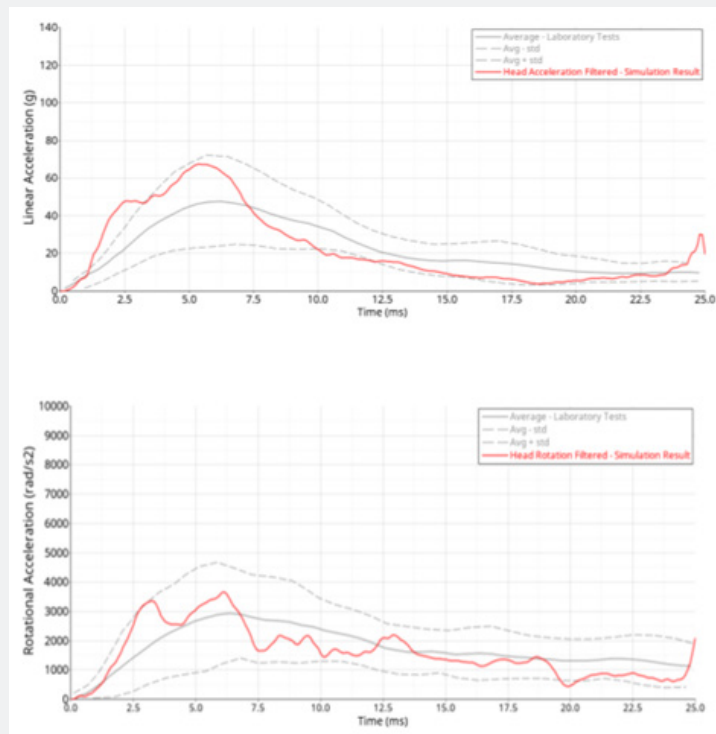 140
120
100
80
60
40
20
0
Linear Acceleration (g)
Average - Laboratory Tests
Avg - std
Avg + std
Head Acceleration Filtered - Simulation Result
0.0 2.5 5.0 7.5 10.0 12.5 15.0 17.5 20.0 22.5 25.0
Time (ms)
10000
9000
8000
7000
6000
5000
4000
3000
2000
1000
0
Rotational Acceleration (rad/s2)
Average - Laboratory Tests
Avg - std
Avg + std
Head Rotation Filtered - Simulation Result
0.0 2.5 5.0 7.5 10.0 12.5 15.0 17.5 20.0 22.5 25.0
Time (ms)